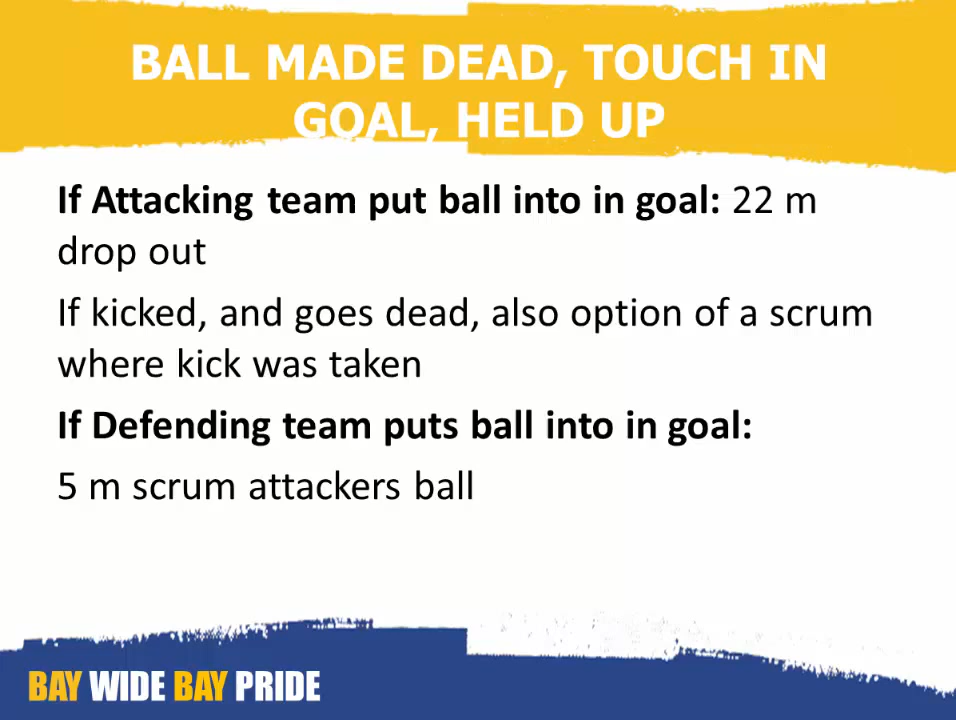 BALL MADE DEAD, TOUCH IN
GOAL, HELD UP
If Attacking team put ball into in goal: 22 m
drop out
If kicked, and goes dead, also option of a scrum
where kick was taken
If Defending team puts ball into in goal:
5 m scrum attackers ball
BAY WIDE BAY PRIDE